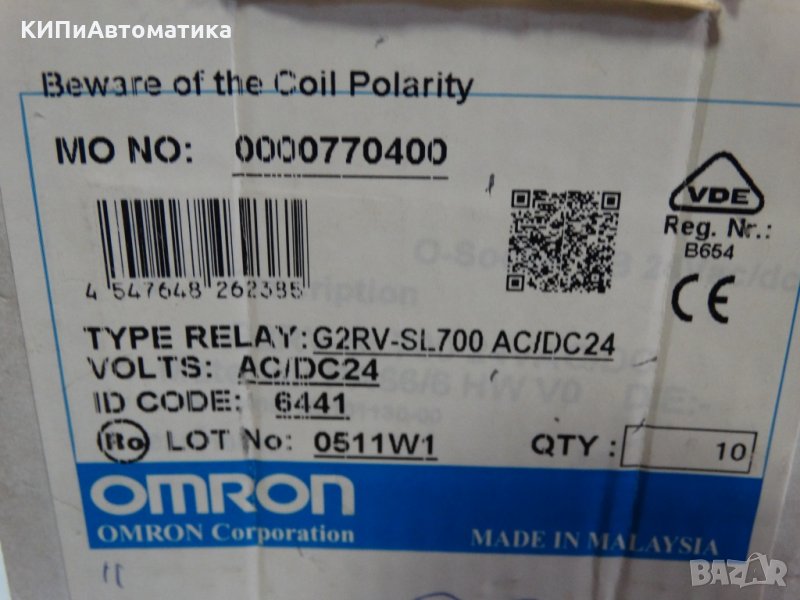 КИПиАвтоматика
Beware of the Coil Polarity
MO NO: 0000770400
VDE
Reg. Nr.:
B654
CE
4 547648 262385
TYPE RELAY: G2RV-SL700 AC/DC24
VOLTS: AC/DC24
ID CODE: 6441
Ro LOT No: 0511W1 QTY : 10
OMRON
OMRON Corporation
MADE IN MALAYSIA
BAZAR